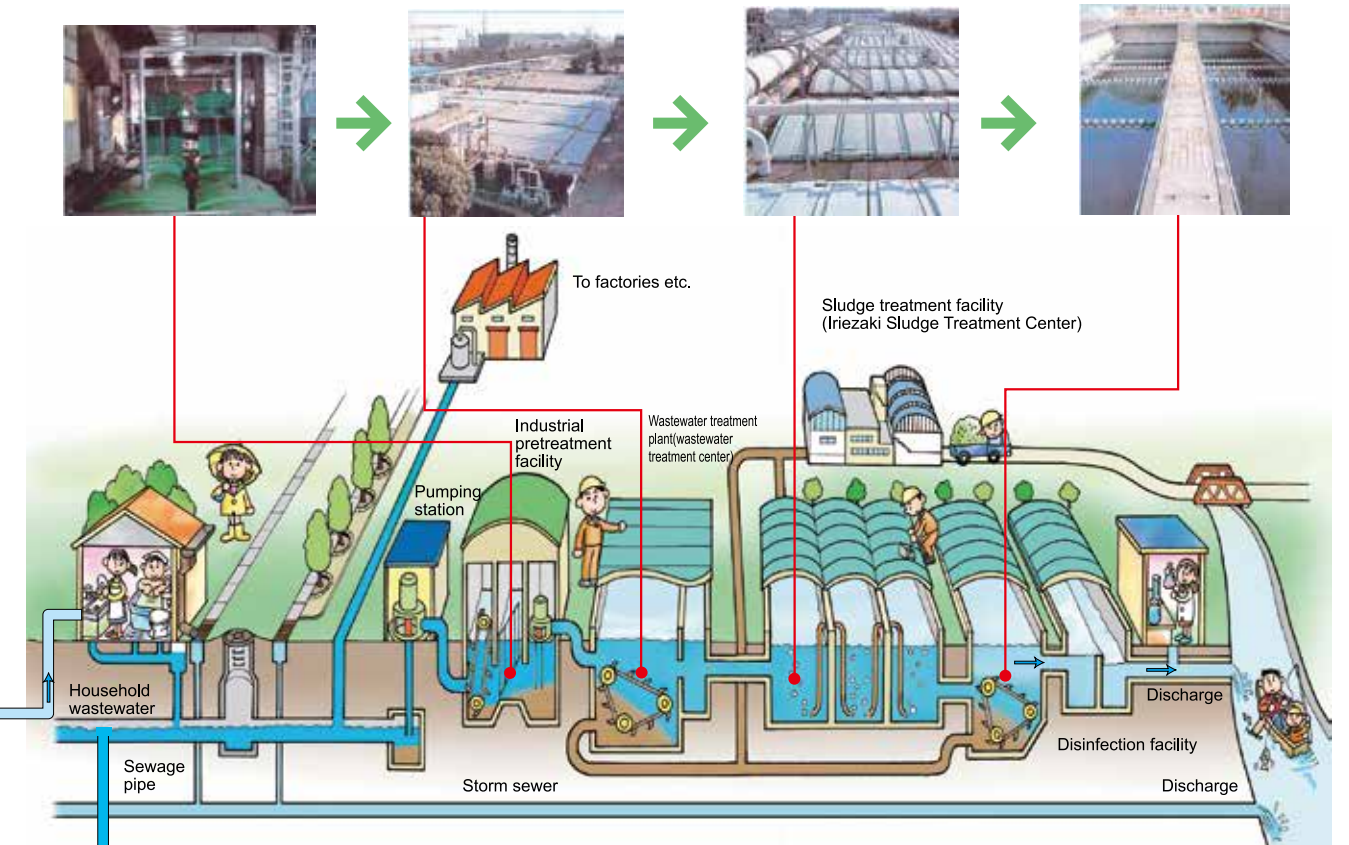 To factories etc.
Sludge treatment facility
(Iriezaki Sludge Treatment Center)
Industrial
pretreatment
facility
Wastewater treatment
plant(wastewater
treatment center)
Pumping
station
Household
wastewater
Discharge
Disinfection facility
Sewage
pipe
Storm sewer
Discharge